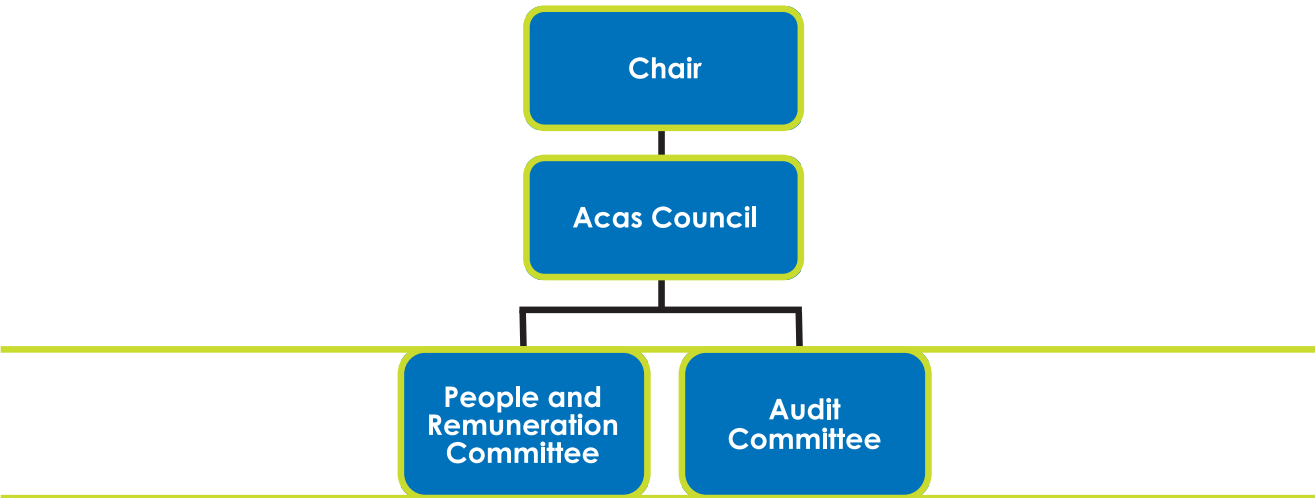 Chair
Acas Council
People and
Remuneration
Committee
Audit
Committee